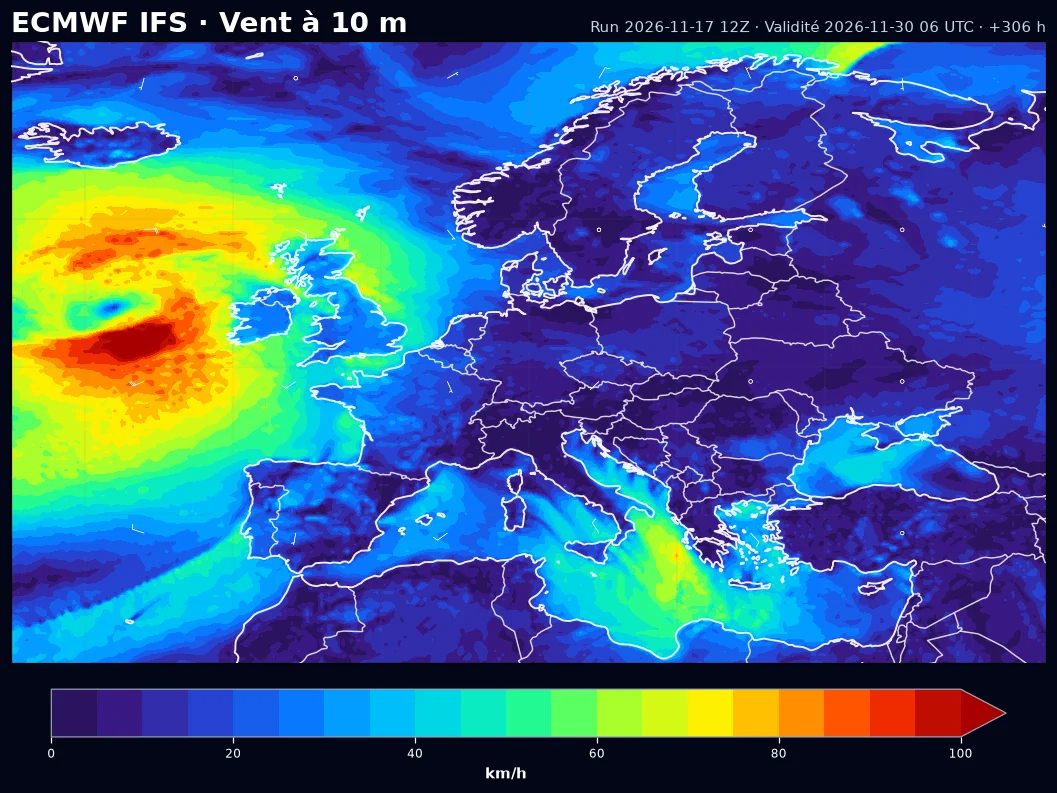 ECMWF IFS · Vent à 10 m
Run 2026-11-17 12Z · Validité 2026-11-30 06 UTC · +306 h
0 20 40 60 80 100
km/h